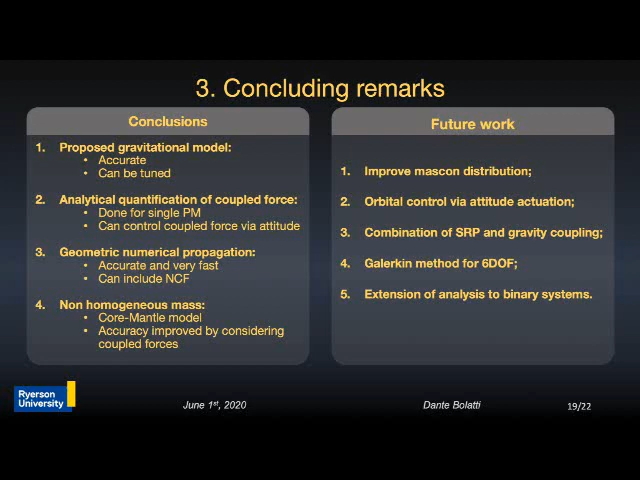 3. Concluding remarks
Conclusions
1. Proposed gravitational model:
• Accurate
• Can be tuned
2. Analytical quantification of coupled force:
• Done for single PM
• Can control coupled force via attitude
3. Geometric numerical propagation:
• Accurate and very fast
• Can include NCF
4. Non homogeneous mass:
• Core-Mantle model
• Accuracy improved by considering
coupled forces
Future work
1. Improve mascon distribution;
2. Orbital control via attitude actuation;
3. Combination of SRP and gravity coupling;
4. Galerkin method for 6DOF;
5. Extension of analysis to binary systems.
Ryerson
University
June 1st, 2020
Dante Bolatti
19/22